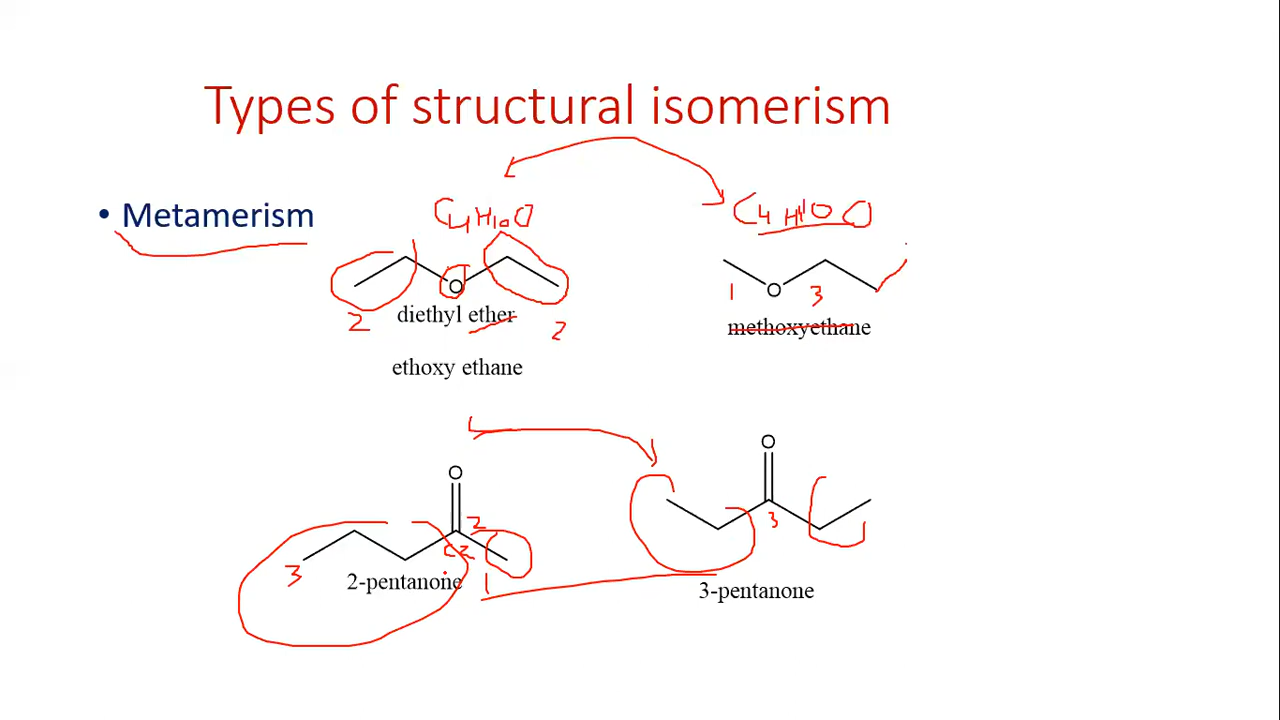 Types of structural isomerism
• Metamerism
C4H10O C4H10O
O O
1 3
2 diethyl ether 2 methoxyethane
ethoxy ethane
O O
2 3
3 2-pentanone 1 3-pentanone